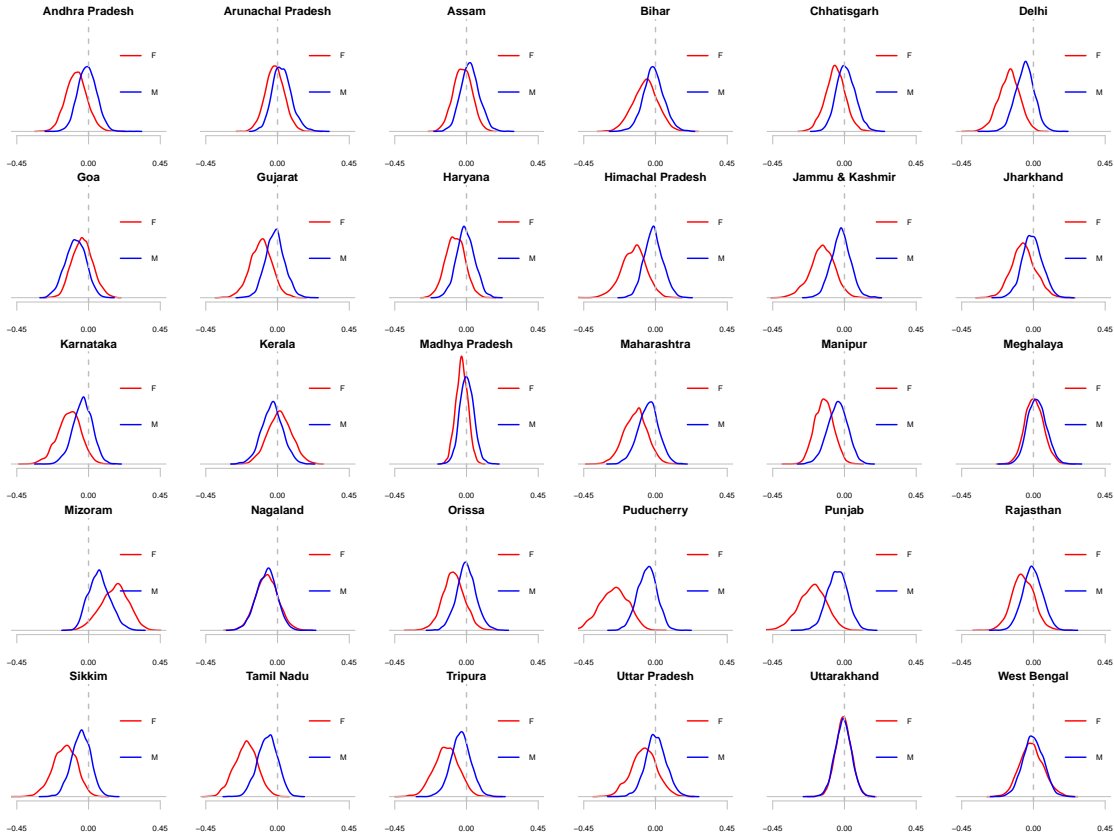 Andhra Pradesh Arunachal Pradesh Assam Bihar Chhatisgarh Delhi
F F F F F F
M M M M M M
−0.45 0.00 0.45 −0.45 0.00 0.45 −0.45 0.00 0.45 −0.45 0.00 0.45 −0.45 0.00 0.45 −0.45 0.00 0.45
Goa Gujarat Haryana Himachal Pradesh Jammu & Kashmir Jharkhand
F F F F F F
M M M M M M
−0.45 0.00 0.45 −0.45 0.00 0.45 −0.45 0.00 0.45 −0.45 0.00 0.45 −0.45 0.00 0.45 −0.45 0.00 0.45
Karnataka Kerala Madhya Pradesh Maharashtra Manipur Meghalaya
F F F F F F
M M M M M M
−0.45 0.00 0.45 −0.45 0.00 0.45 −0.45 0.00 0.45 −0.45 0.00 0.45 −0.45 0.00 0.45 −0.45 0.00 0.45
Mizoram Nagaland Orissa Puducherry Punjab Rajasthan
F F F F F F
M M M M M M
−0.45 0.00 0.45 −0.45 0.00 0.45 −0.45 0.00 0.45 −0.45 0.00 0.45 −0.45 0.00 0.45 −0.45 0.00 0.45
Sikkim Tamil Nadu Tripura Uttar Pradesh Uttarakhand West Bengal
F F F F F F
M M M M M M
−0.45 0.00 0.45 −0.45 0.00 0.45 −0.45 0.00 0.45 −0.45 0.00 0.45 −0.45 0.00 0.45 −0.45 0.00 0.45